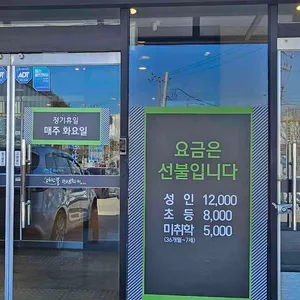 ADT
정기휴일
매주 화요일
요금은
선불입니다
성 인 12,000
초 등 8,000
미취학 5,000
(36개월~7세)